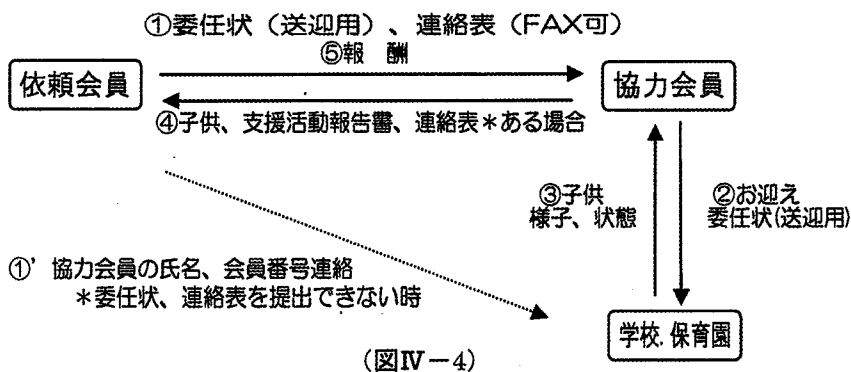 ①委任状（送迎用）、連絡表（FAX可）
⑤報　酬
依頼会員
協力会員
④子供、支援活動報告書、連絡表＊ある場合
③子供
様子、状態
②お迎え
委任状(送迎用)
①’協力会員の氏名、会員番号連絡
＊委任状、連絡表を提出できない時
学校、保育園
(図Ⅳ－4)